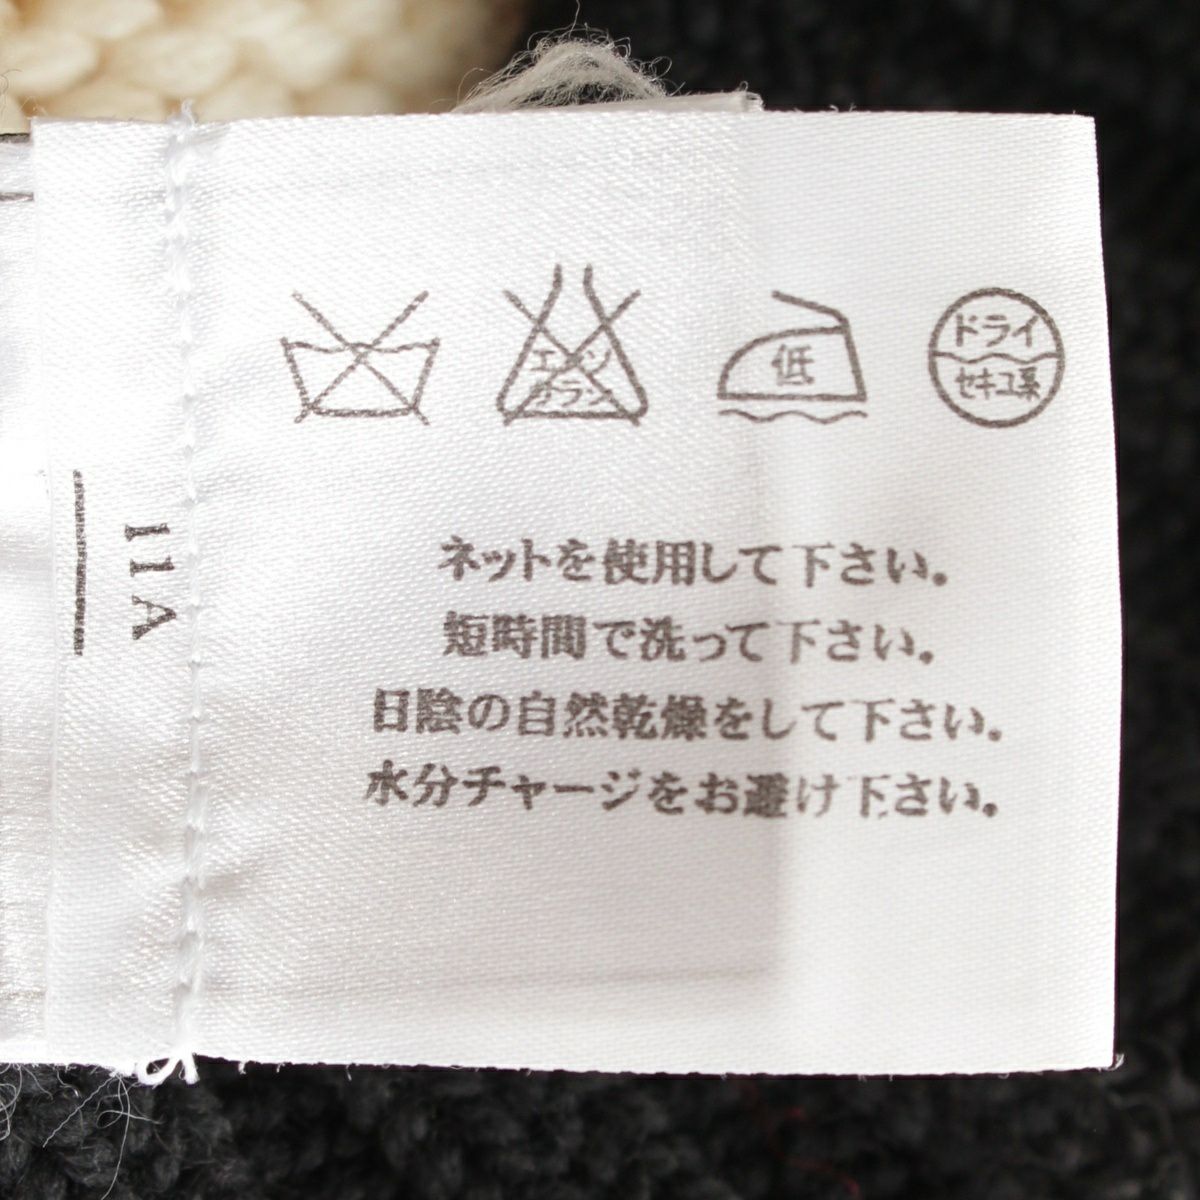 エンソ
サラシ
低
ドライ
セキユ系
11A
ネットを使用して下さい。
短時間で洗って下さい。
日陰の自然乾燥をして下さい。
水分チャージをお避け下さい。